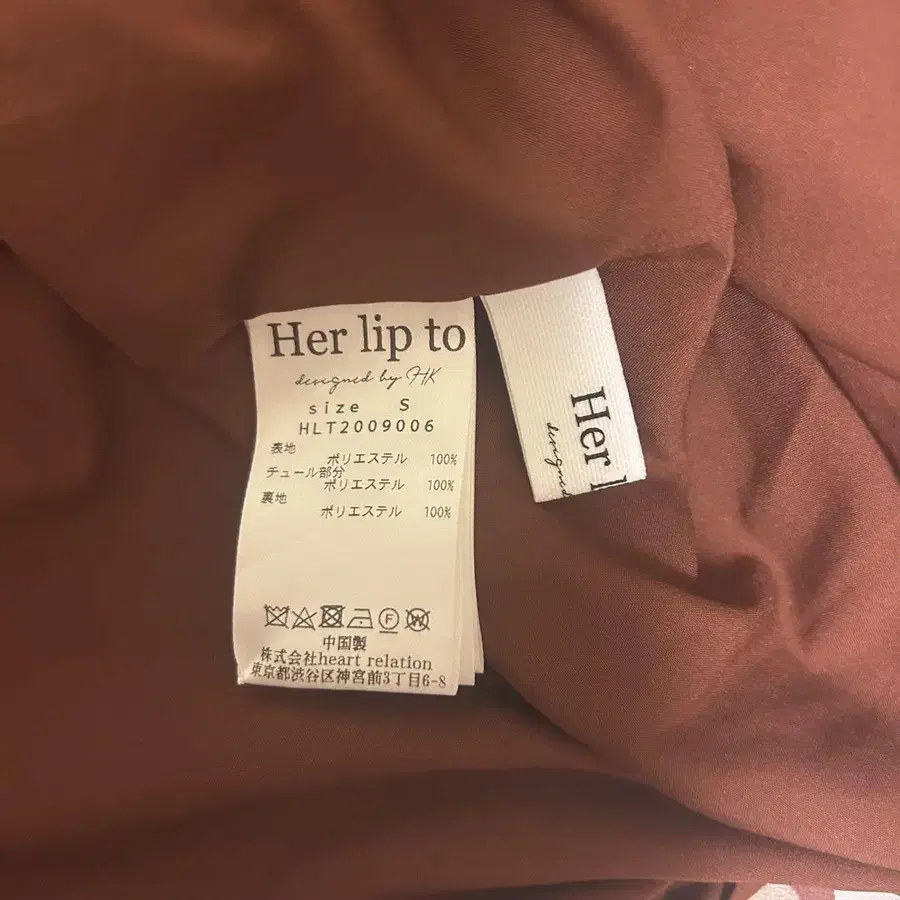 Her lip to
designed by HK
size S
HLT2009006
表地
ポリエステル 100%
チュール部分
ポリエステル 100%
裏地
ポリエステル 100%
中国製
株式会社heart relation
東京都渋谷区神宮前3丁目6-8
Her